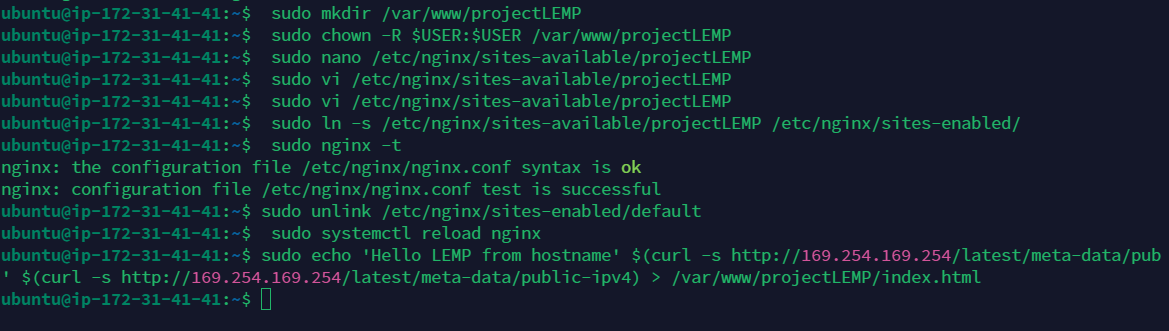 ubuntu@ip-172-31-41-41:~$  sudo mkdir /var/www/projectLEMP
ubuntu@ip-172-31-41-41:~$  sudo chown -R $USER:$USER /var/www/projectLEMP
ubuntu@ip-172-31-41-41:~$  sudo nano /etc/nginx/sites-available/projectLEMP
ubuntu@ip-172-31-41-41:~$  sudo vi /etc/nginx/sites-available/projectLEMP
ubuntu@ip-172-31-41-41:~$  sudo vi /etc/nginx/sites-available/projectLEMP
ubuntu@ip-172-31-41-41:~$  sudo ln -s /etc/nginx/sites-available/projectLEMP /etc/nginx/sites-enabled/
ubuntu@ip-172-31-41-41:~$  sudo nginx -t
nginx: the configuration file /etc/nginx/nginx.conf syntax is ok
nginx: configuration file /etc/nginx/nginx.conf test is successful
ubuntu@ip-172-31-41-41:~$ sudo unlink /etc/nginx/sites-enabled/default
ubuntu@ip-172-31-41-41:~$  sudo systemctl reload nginx
ubuntu@ip-172-31-41-41:~$ sudo echo 'Hello LEMP from hostname' $(curl -s http://169.254.169.254/latest/meta-data/pub
' $(curl -s http://169.254.169.254/latest/meta-data/public-ipv4) > /var/www/projectLEMP/index.html
ubuntu@ip-172-31-41-41:~$